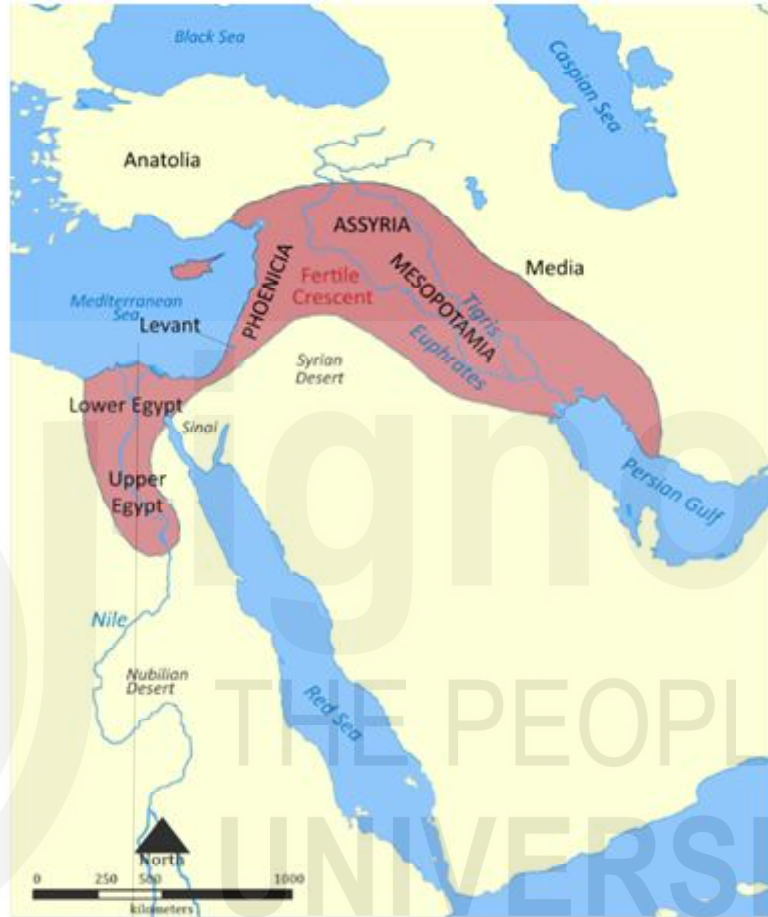 Black Sea
Caspian Sea
Anatolia
ASSYRIA
Media
PHOENICIA
Fertile
Crescent
MESOPOTAMIA
Tigris
Mediterranean
Sea
Levant
Euphrates
Syrian
Desert
Lower Egypt
Sinai
Upper
Egypt
Persian Gulf
igno
Nile
Nubilian
Desert
Red Sea
THE PEOPL
UNIVERSI
North
0 250 500 1000
kilometers